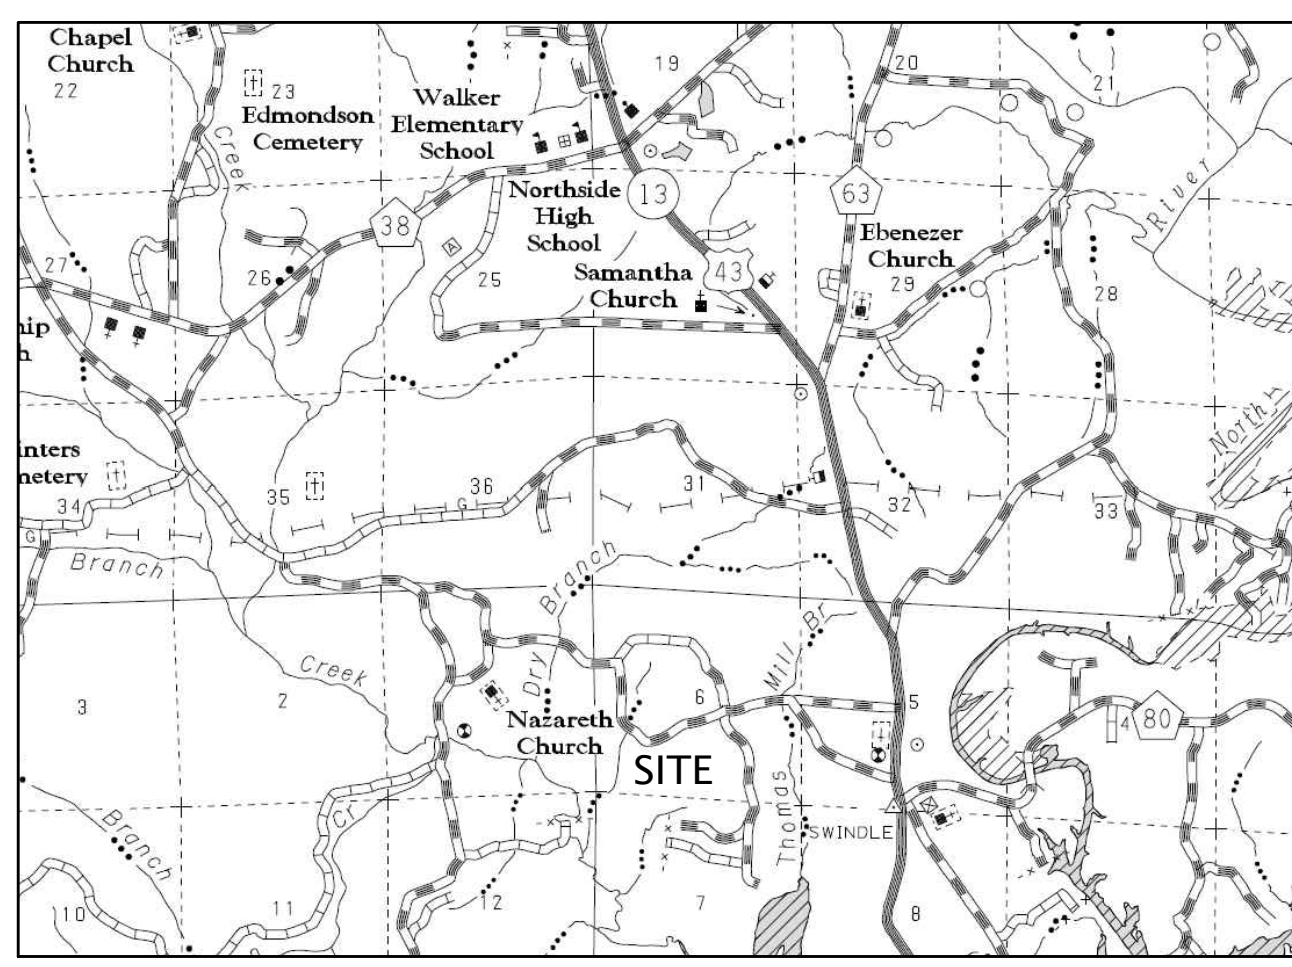 Chapel
Church
22
23
Edmondson
Cemetery
Creek
Walker
Elementary
School
19
20
21
38
Northside
High
School
13
63
River
Ebenezer
Church
27
26
A
25
Samantha
Church
43
29
28
hip
h
North
inters
netery
34
G
35
36
G
31
32
33
Branch
Branch
Creek
Dry
Mill Br
3
2
Nazareth
Church
6
5
4
80
SITE
Branch
Cr
Thomas
SWINDLE
10
11
12
7
8